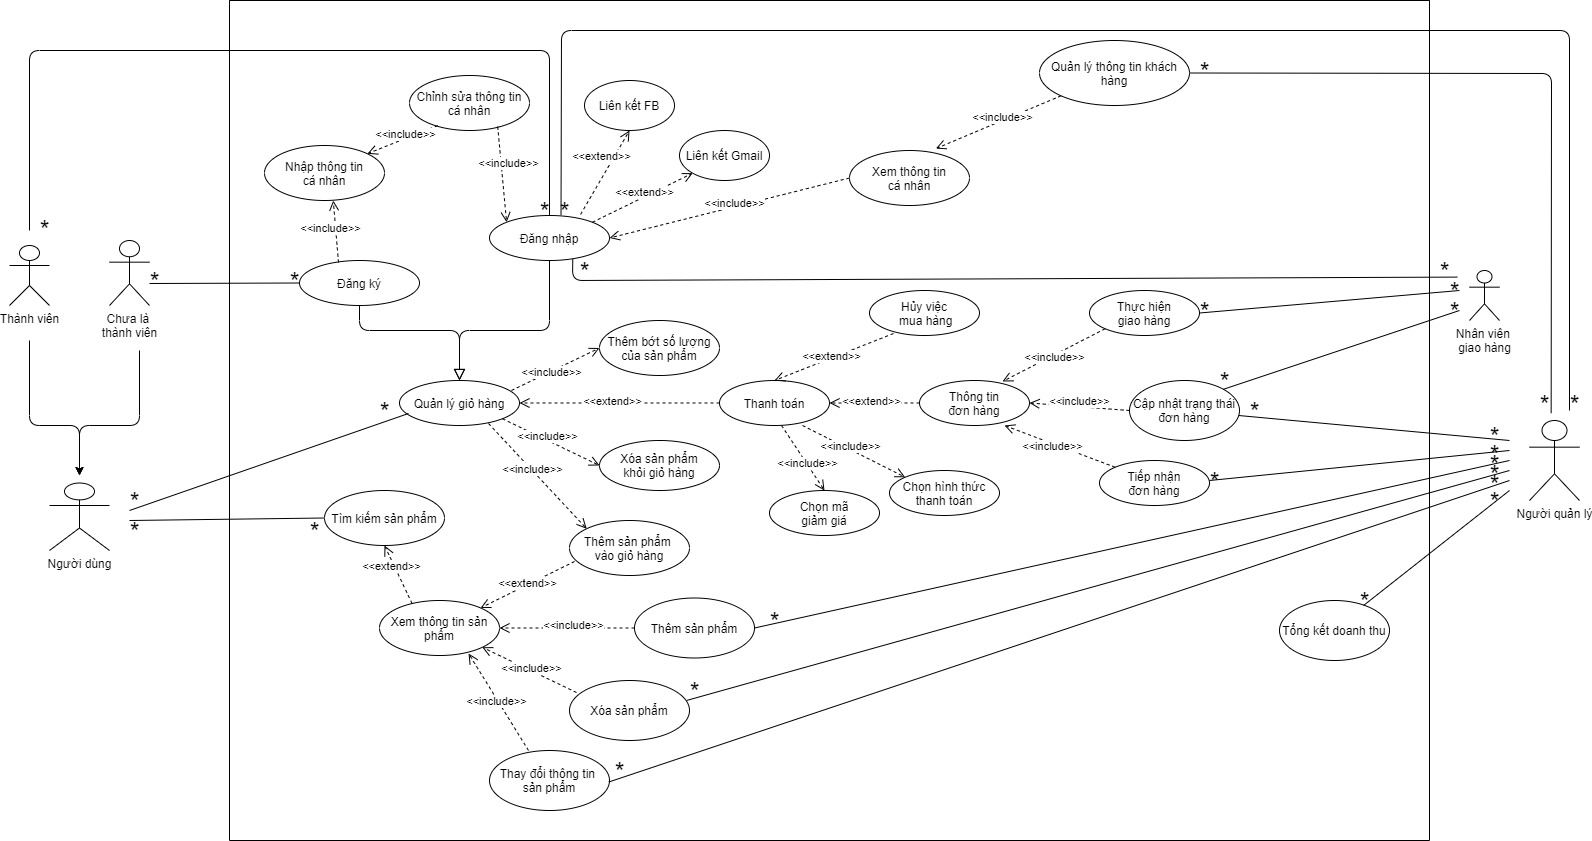 Quản lý thông tin khách
hàng
*
Chỉnh sửa thông tin
cá nhân
Liên kết FB
<<include>>
<<include>>
Nhập thông tin
cá nhân
<<include>>
<<extend>>
Liên kết Gmail
Xem thông tin
cá nhân
<<extend>>
<<include>>
*
*
*
<<include>>
Đăng nhập
Thành viên
Chưa là
thành viên
*
*
Đăng ký
*
*
Nhân viên
giao hàng
Hủy việc
mua hàng
Thực hiện
giao hàng
*
*
*
Thêm bớt số lượng
của sản phẩm
<<include>>
<<extend>>
<<include>>
*
*
*
Quản lý giỏ hàng
*
<<extend>>
Thanh toán
<<extend>>
Thông tin
đơn hàng
<<include>>
Cập nhật trạng thái
đơn hàng
*
*
<<include>>
<<include>>
<<include>>
Xóa sản phẩm
khỏi giỏ hàng
<<include>>
<<include>>
Chọn hình thức
thanh toán
Chọn mã
giảm giá
Tiếp nhận
đơn hàng
*
*
*
*
*
*
Người quản lý
*
*
Người dùng
Tìm kiếm sản phẩm
*
Thêm sản phẩm
vào giỏ hàng
<<extend>>
<<extend>>
Xem thông tin sản
phẩm
<<include>>
Thêm sản phẩm
*
*
Tổng kết doanh thu
<<include>>
<<include>>
Xóa sản phẩm
*
Thay đổi thông tin
sản phẩm
*